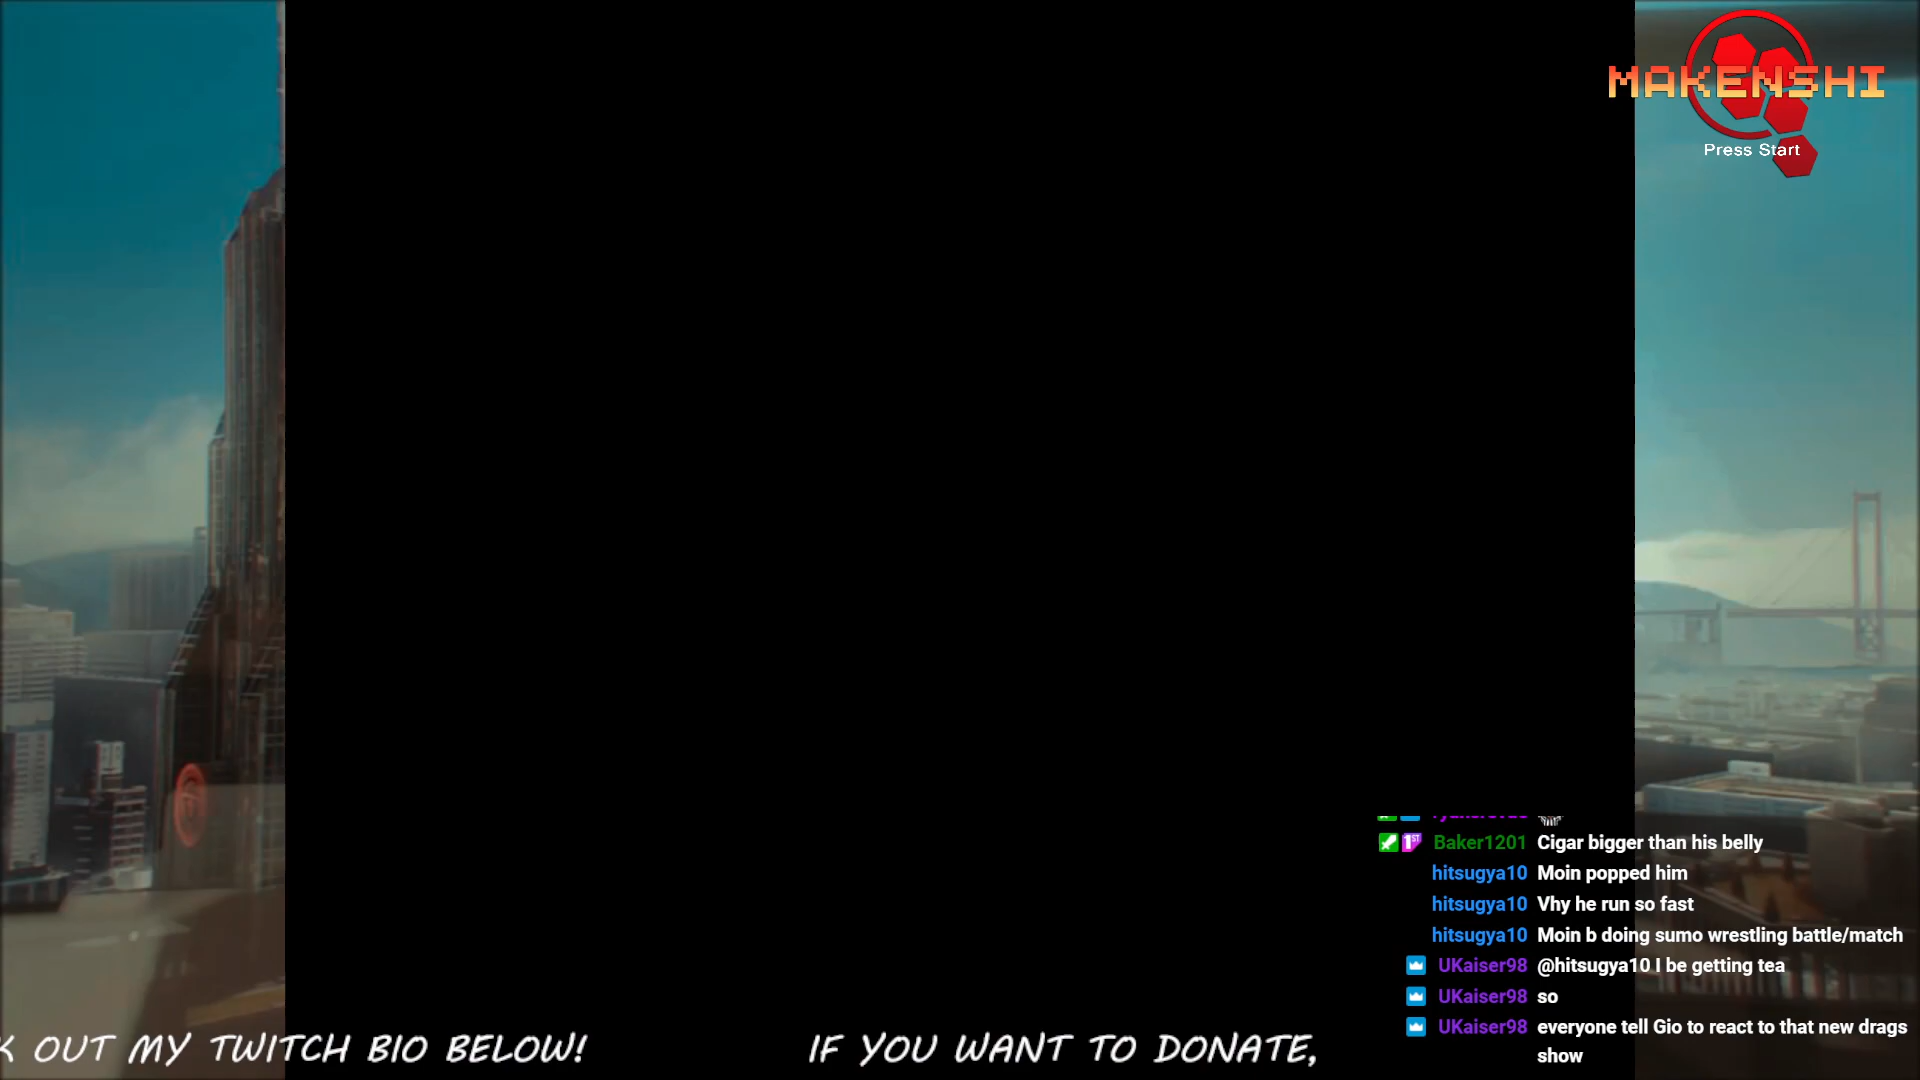 MAKENSHI
Press Start
Baker1201 Cigar bigger than his belly
hitsugya10 Moin popped him
hitsugya10 Vhy he run so fast
hitsugya10 Moin b doing sumo wrestling battle/match
UKaiser98 @hitsugya10 I be getting tea
UKaiser98 so
UKaiser98 everyone tell Gio to react to that new drags
show
K OUT MY TWITCH BIO BELOW! IF YOU WANT TO DONATE,